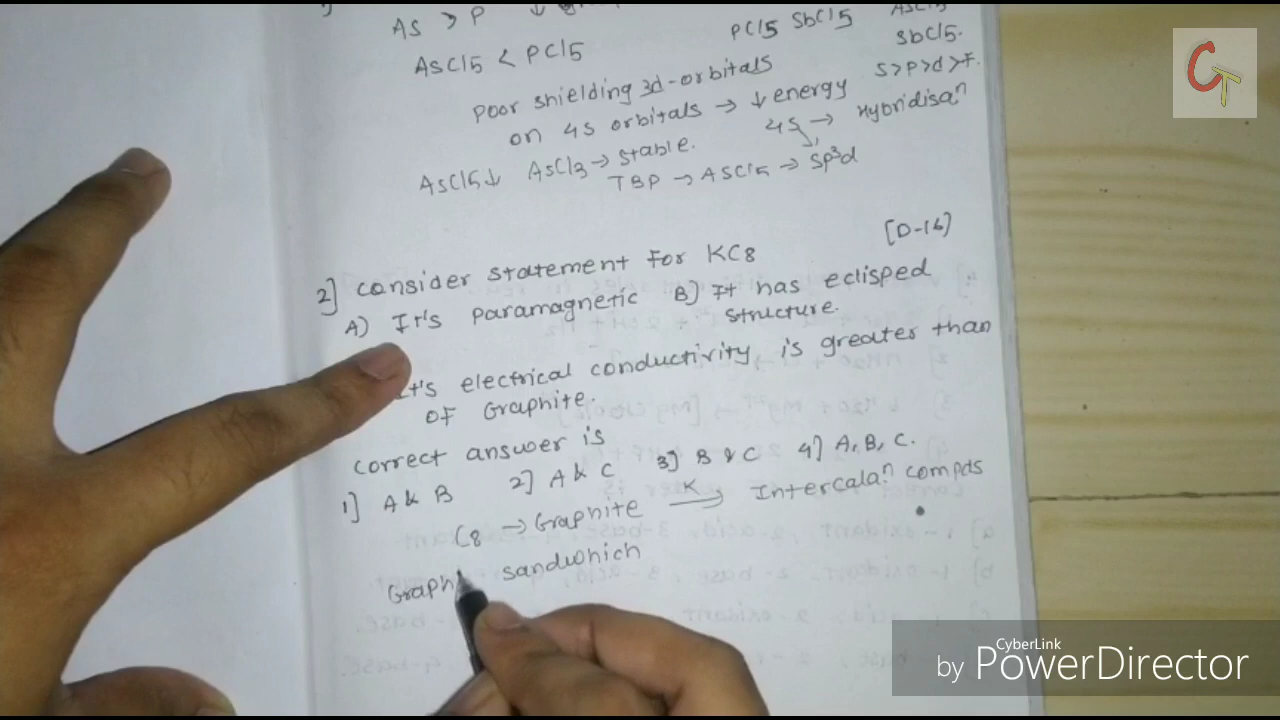 As > P ↓
AsCl5 < PCl5
PCl5 SbCl5
SbCl5.
Poor shielding 3d-orbitals
S>P>d>F.
on 4s orbitals → ↓ energy
4s → Hybridisaⁿ
AsCl5↓ AsCl3 → stable.
TBP → AsCl5 → sp³d
[D-16]
2] consider statement For KC8
A) It's paramagnetic B) It has eclisped
structure.
It's electrical conductivity is greater than
of Graphite.
correct answer is
1] A & B 2] A & C 3] B & C 4] A, B, C.
C8 → Graphite K → Intercalaⁿ compds
Graph sandwhich
CT
CyberLink
by PowerDirector